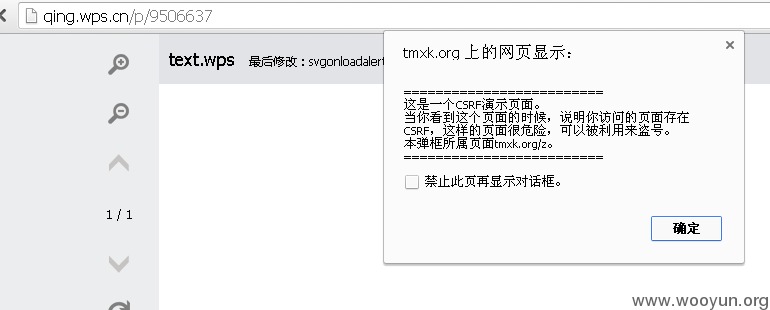 qing.wps.cn/p/9506637
tmxk.org 上的网页显示：
text.wps 最后修改：svgonloadalert
=========================
这是一个CSRF演示页面。
当你看到这个页面的时候，说明你访问的页面存在
CSRF，这样的页面很危险，可以被利用来盗号。
本弹框所属页面tmxk.org/z。
=========================
禁止此页再显示对话框。
1 / 1
确定
www.wooyun.org